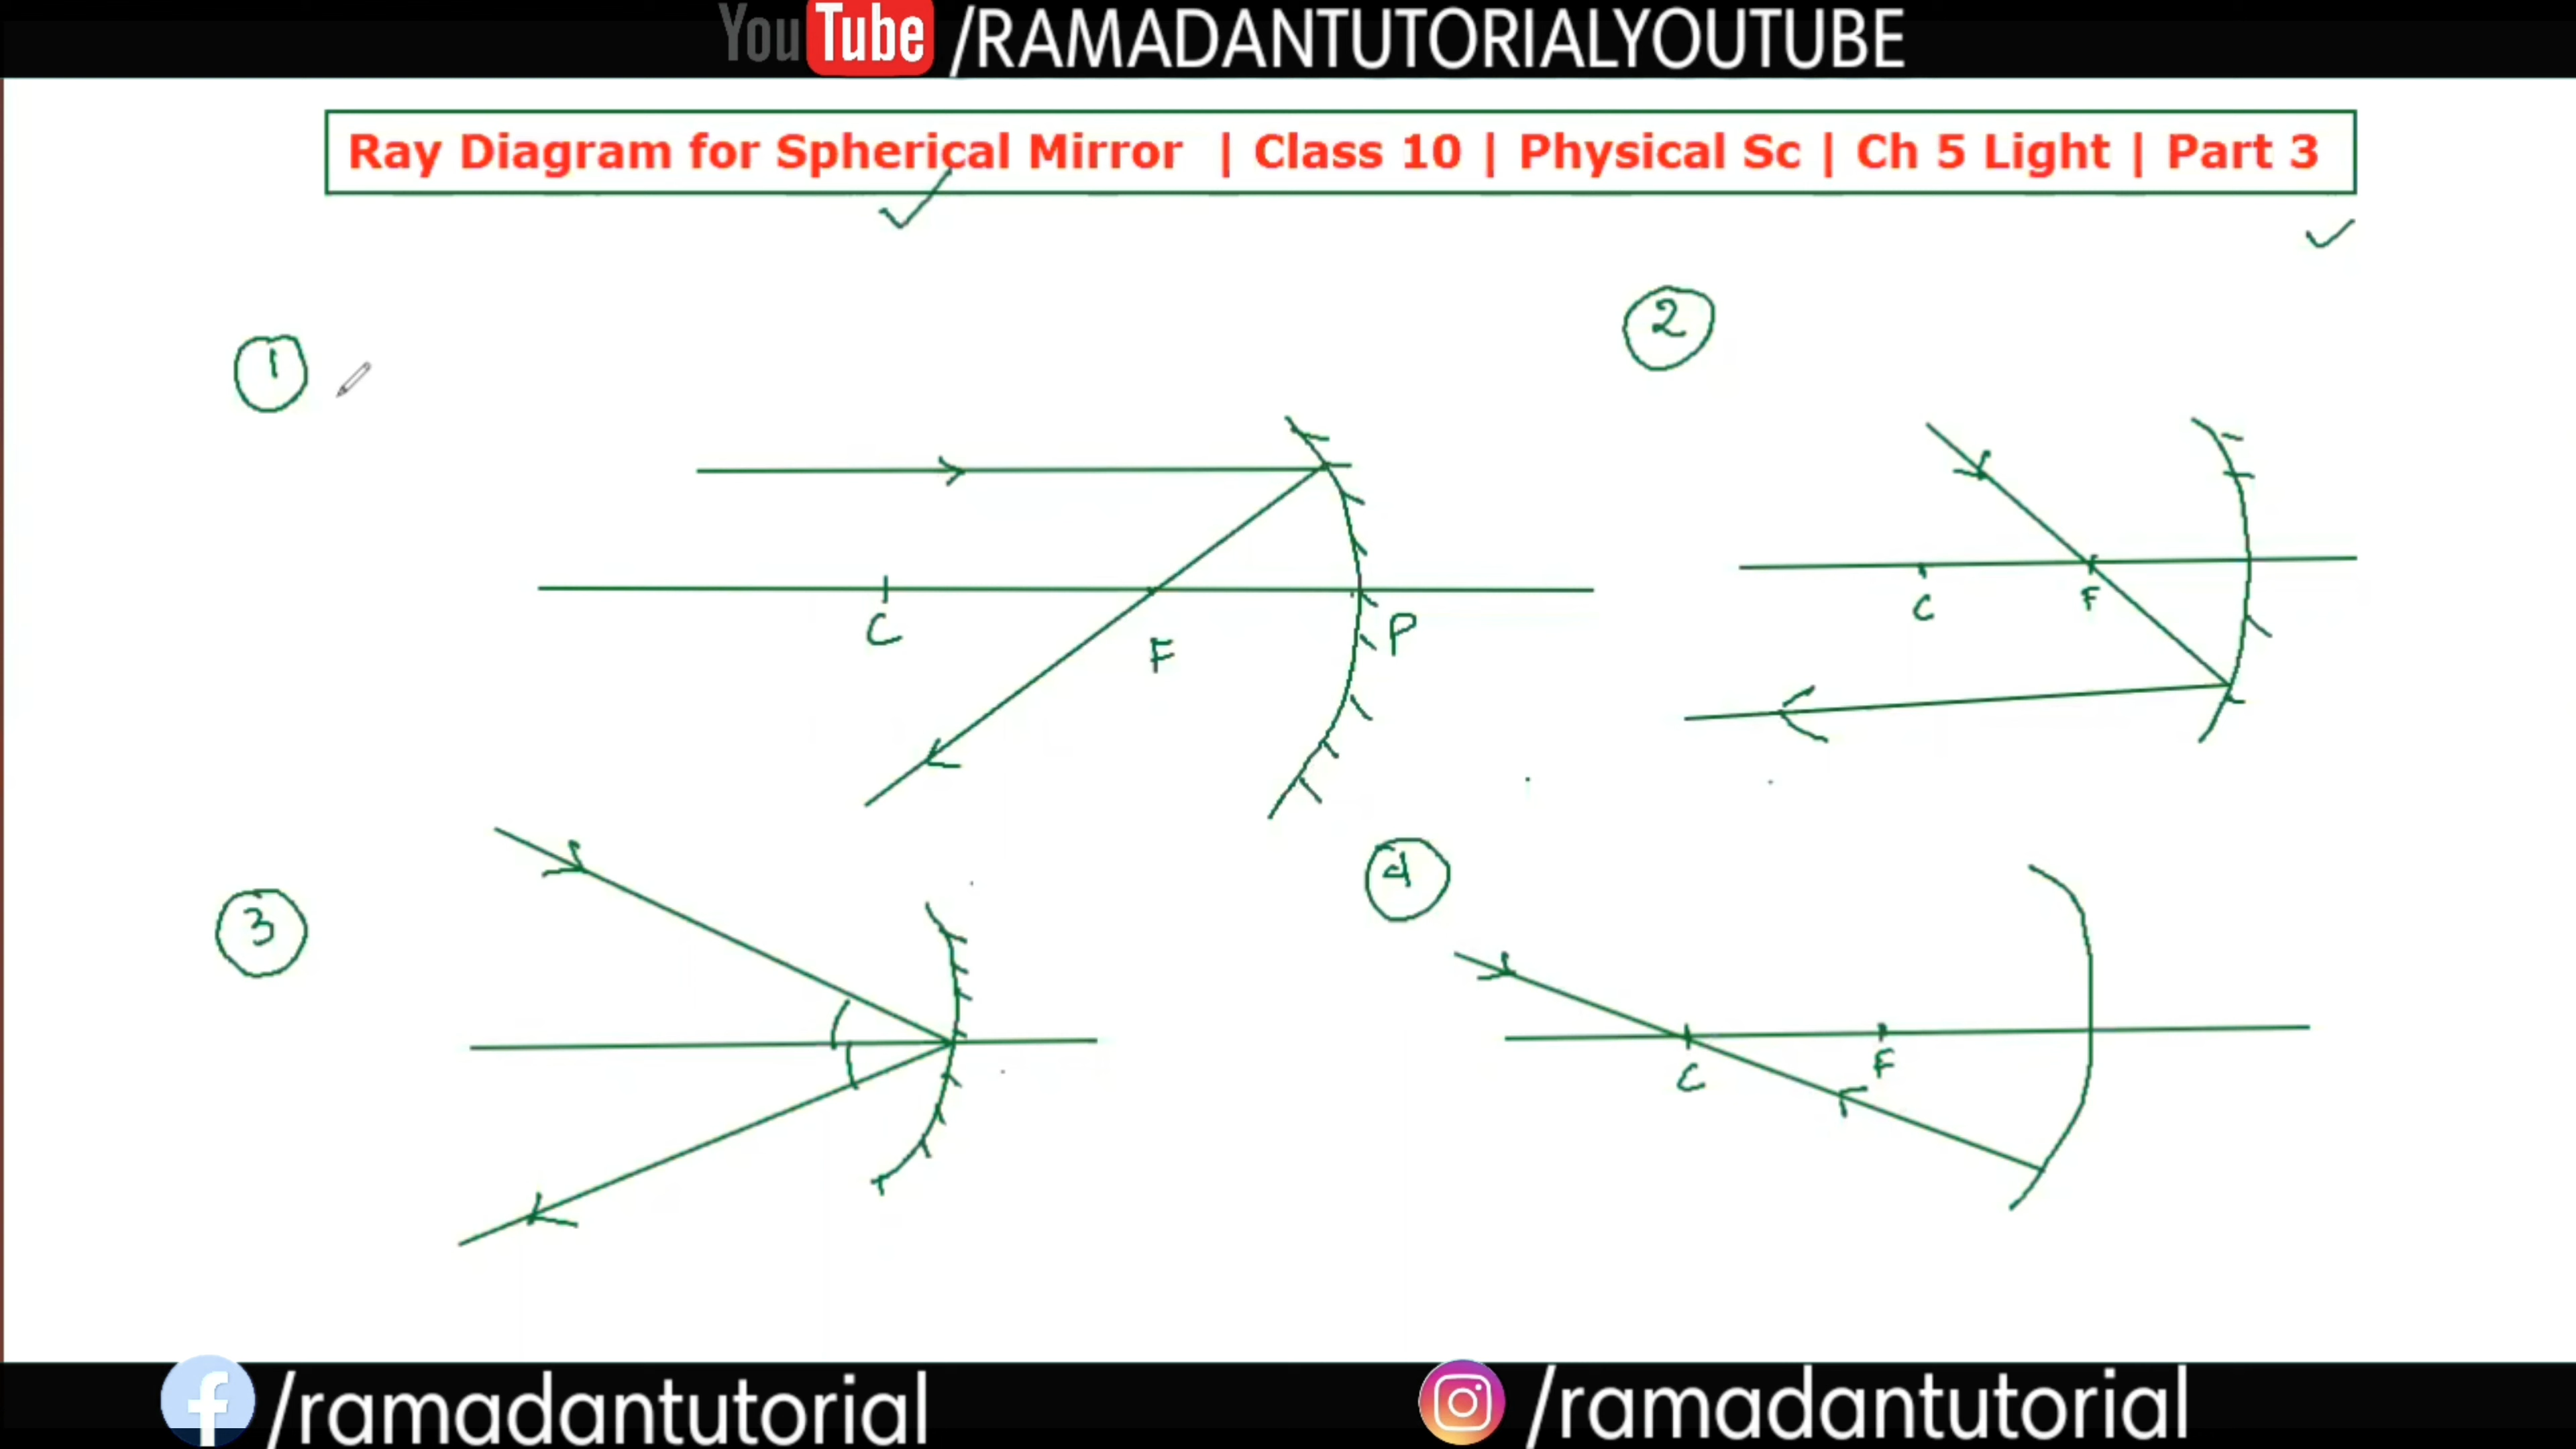 YouTube /RAMADANTUTORIALYOUTUBE
Ray Diagram for Spherical Mirror | Class 10 | Physical Sc | Ch 5 Light | Part 3
1
C
F
P
2
C
F
3
4
C
F
/ramadantutorial
/ramadantutorial